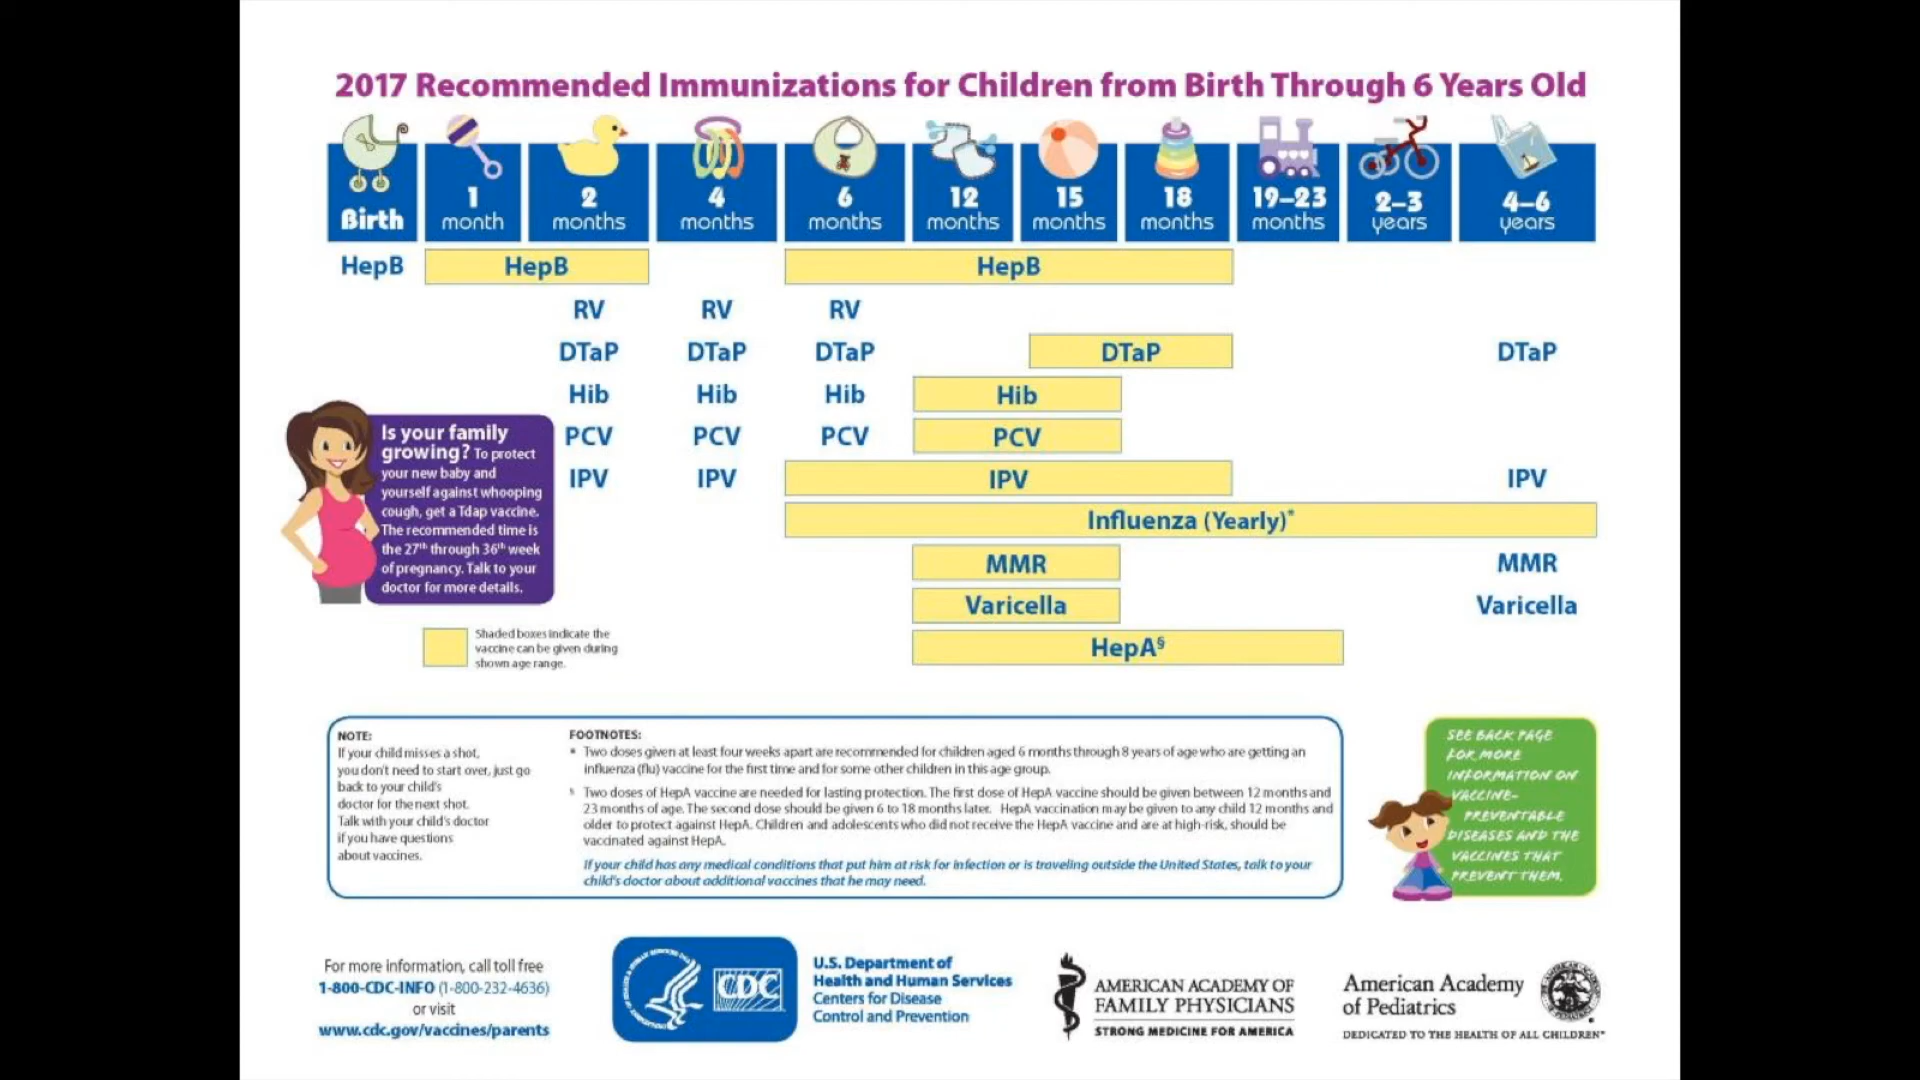 2017 Recommended Immunizations for Children from Birth Through 6 Years Old
Birth
1 month
2 months
4 months
6 months
12 months
15 months
18 months
19–23 months
2–3 years
4–6 years
HepB HepB HepB
RV RV RV
DTaP DTaP DTaP DTaP DTaP
Hib Hib Hib Hib
PCV PCV PCV PCV
IPV IPV IPV IPV
Influenza (Yearly)*
MMR MMR
Varicella Varicella
HepA§
Is your family
growing? To protect
your new baby and
yourself against whooping
cough, get a Tdap vaccine.
The recommended time is
the 27th through 36th week
of pregnancy. Talk to your
doctor for more details.
Shaded boxes indicate the
vaccine can be given during
shown age range.
NOTE:
If your child misses a shot,
you don't need to start over, just go
back to your child's
doctor for the next shot.
Talk with your child's doctor
if you have questions
about vaccines.
FOOTNOTES:
* Two doses given at least four weeks apart are recommended for children aged 6 months through 8 years of age who are getting an
influenza (flu) vaccine for the first time and for some other children in this age group.
§ Two doses of HepA vaccine are needed for lasting protection. The first dose of HepA vaccine should be given between 12 months and
23 months of age. The second dose should be given 6 to 18 months later. HepA vaccination may be given to any child 12 months and
older to protect against HepA. Children and adolescents who did not receive the HepA vaccine and are at high-risk, should be
vaccinated against HepA.
If your child has any medical conditions that put him at risk for infection or is traveling outside the United States, talk to your
child's doctor about additional vaccines that he may need.
SEE BACK PAGE
FOR MORE
INFORMATION ON
VACCINE-
PREVENTABLE
DISEASES AND THE
VACCINES THAT
PREVENT THEM.
For more information, call toll free
1-800-CDC-INFO (1-800-232-4636)
or visit
www.cdc.gov/vaccines/parents
CDC
U.S. Department of
Health and Human Services
Centers for Disease
Control and Prevention
AMERICAN ACADEMY OF
FAMILY PHYSICIANS
STRONG MEDICINE FOR AMERICA
American Academy
of Pediatrics
DEDICATED TO THE HEALTH OF ALL CHILDREN™